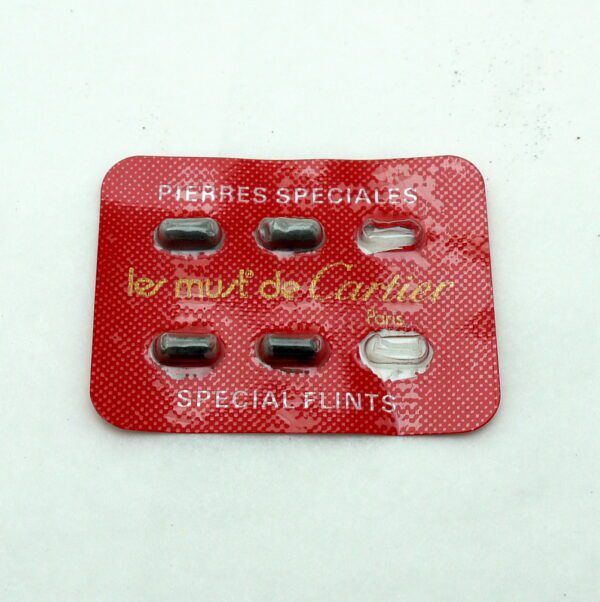 PIERRES SPECIALES
les must de Cartier
Paris
SPECIAL FLINTS